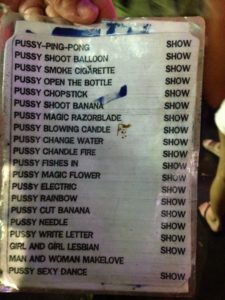 PUSSY-PING-PONG SHOW
PUSSY SHOOT BALLOON SHOW
PUSSY SMOKE CIGARETTE SHOW
PUSSY OPEN THE BOTTLE SHOW
PUSSY CHOPSTICK SHOW
PUSSY SHOOT BANANA SHOW
PUSSY MAGIC RAZORBLADE SHOW
PUSSY BLOWING CANDLE SHOW
PUSSY CHANGE WATER SHOW
PUSSY CHANDLE FIRE SHOW
PUSSY FISHES IN SHOW
PUSSY MAGIC FLOWER SHOW
PUSSY ELECTRIC SHOW
PUSSY RAINBOW SHOW
PUSSY CUT BANANA SHOW
PUSSY NEEDLE SHOW
PUSSY WRITE LETTER SHOW
GIRL AND GIRL LESBIAN SHOW
MAN AND WOMAN MAKELOVE
PUSSY SEXY DANCE SHOW